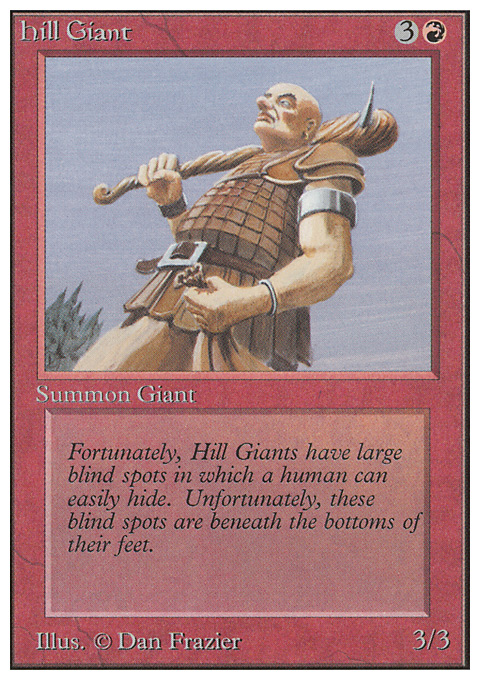 Hill Giant 3
Summon Giant
Fortunately, Hill Giants have large
blind spots in which a human can
easily hide. Unfortunately, these
blind spots are beneath the bottoms of
their feet.
Illus. © Dan Frazier 3/3